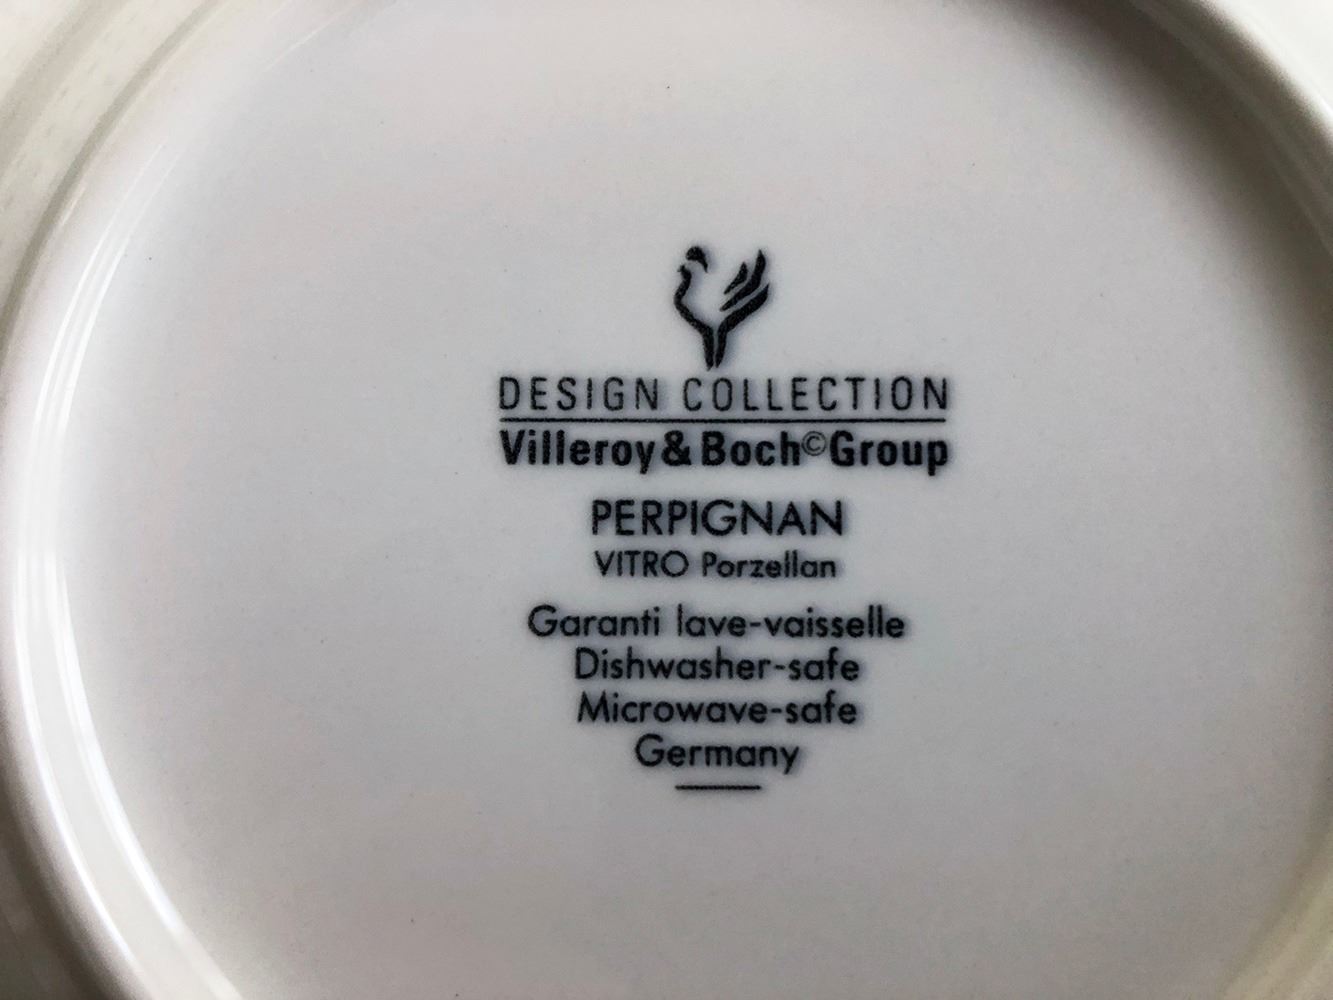 DESIGN COLLECTION
Villeroy & Boch © Group
PERPIGNAN
VITRO Porzellan
Garanti lave-vaisselle
Dishwasher-safe
Microwave-safe
Germany